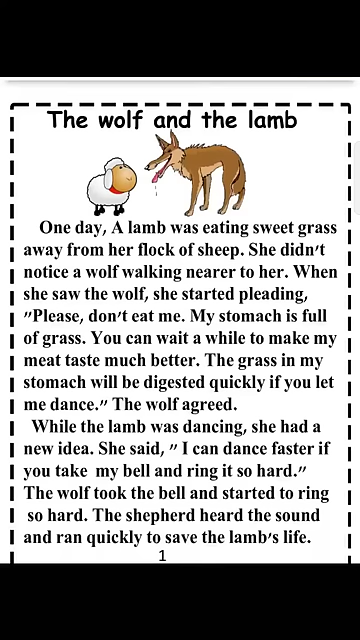 The wolf and the lamb
One day, A lamb was eating sweet grass
away from her flock of sheep. She didn't
notice a wolf walking nearer to her. When
she saw the wolf, she started pleading,
"Please, don't eat me. My stomach is full
of grass. You can wait a while to make my
meat taste much better. The grass in my
stomach will be digested quickly if you let
me dance." The wolf agreed.
While the lamb was dancing, she had a
new idea. She said, " I can dance faster if
you take my bell and ring it so hard."
The wolf took the bell and started to ring
so hard. The shepherd heard the sound
and ran quickly to save the lamb's life.
1